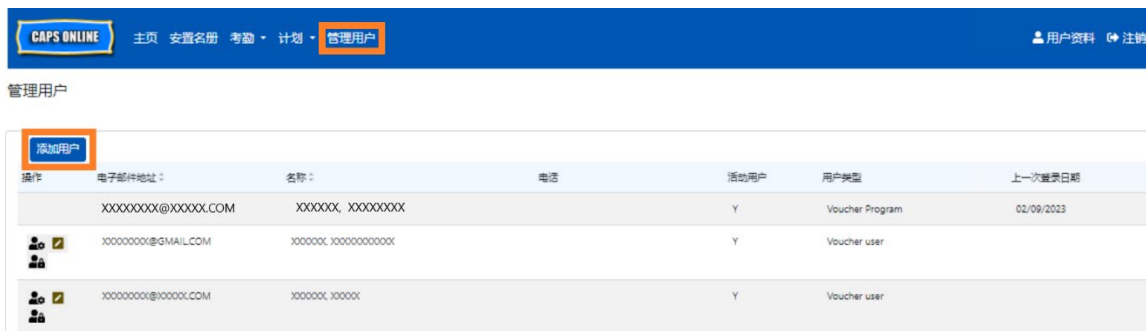 CAPS ONLINE 主页 安置名册 考勤 计划 管理用户 用户资料 注销
管理用户
添加用户
操作 电子邮件地址 名称 电话 活动用户 用户类型 上一次登录日期
XXXXXXXX@XXXXX.COM XXXXXX, XXXXXXXX Y Voucher Program 02/09/2023
XXXXXXXX@GMAIL.COM XXXXXX, XXXXXXXXXXX Y Voucher user
XXXXXXXX@XXXXX.COM XXXXXX, XXXXX Y Voucher user